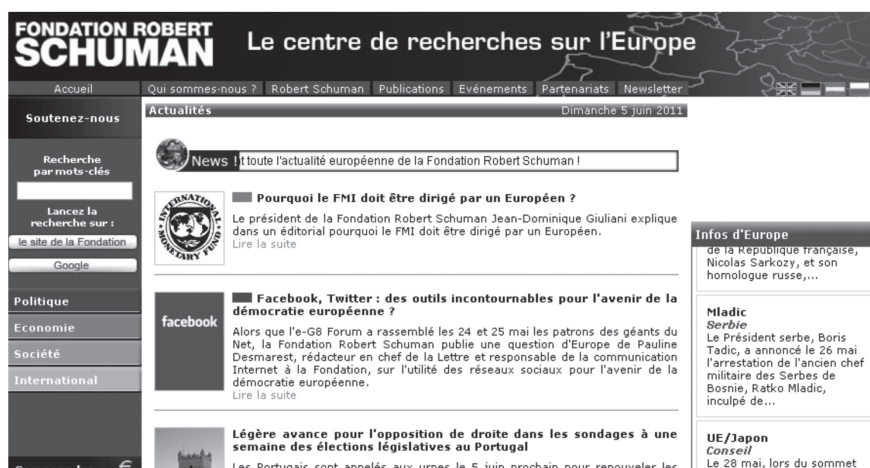 FONDATION ROBERT
SCHUMAN
Le centre de recherches sur l'Europe
Accueil
Qui sommes-nous ? Robert Schuman Publications Evénements Partenariats Newsletter
Soutenez-nous
Recherche
par mots-clés
Lancez la
recherche sur :
le site de la Fondation
Google
Politique
Economie
Société
International
Actualités Dimanche 5 juin 2011
News ! t toute l'actualité européenne de la Fondation Robert Schuman !
INTERNATIONAL
MONETARY FUND
Pourquoi le FMI doit être dirigé par un Européen ?
Le président de la Fondation Robert Schuman Jean-Dominique Giuliani explique
dans un éditorial pourquoi le FMI doit être dirigé par un Européen.
Lire la suite
facebook
Facebook, Twitter : des outils incontournables pour l'avenir de la
démocratie européenne ?
Alors que l'e-G8 Forum a rassemblé les 24 et 25 mai les patrons des géants du
Net, la Fondation Robert Schuman publie une question d'Europe de Pauline
Desmarest, rédacteur en chef de la Lettre et responsable de la communication
Internet à la Fondation, sur l'utilité des réseaux sociaux pour l'avenir de la
démocratie européenne.
Lire la suite
Légère avance pour l'opposition de droite dans les sondages à une
semaine des élections législatives au Portugal
Les Portugais sont appelés aux urnes le 5 juin prochain pour renouveler les
Infos d'Europe
de la République française,
Nicolas Sarkozy, et son
homologue russe,...
Mladic
Serbie
Le Président serbe, Boris
Tadic, a annoncé le 26 mai
l'arrestation de l'ancien chef
militaire des Serbes de
Bosnie, Ratko Mladic,
inculpé de...
UE/Japon
Conseil
Le 28 mai, lors du sommet